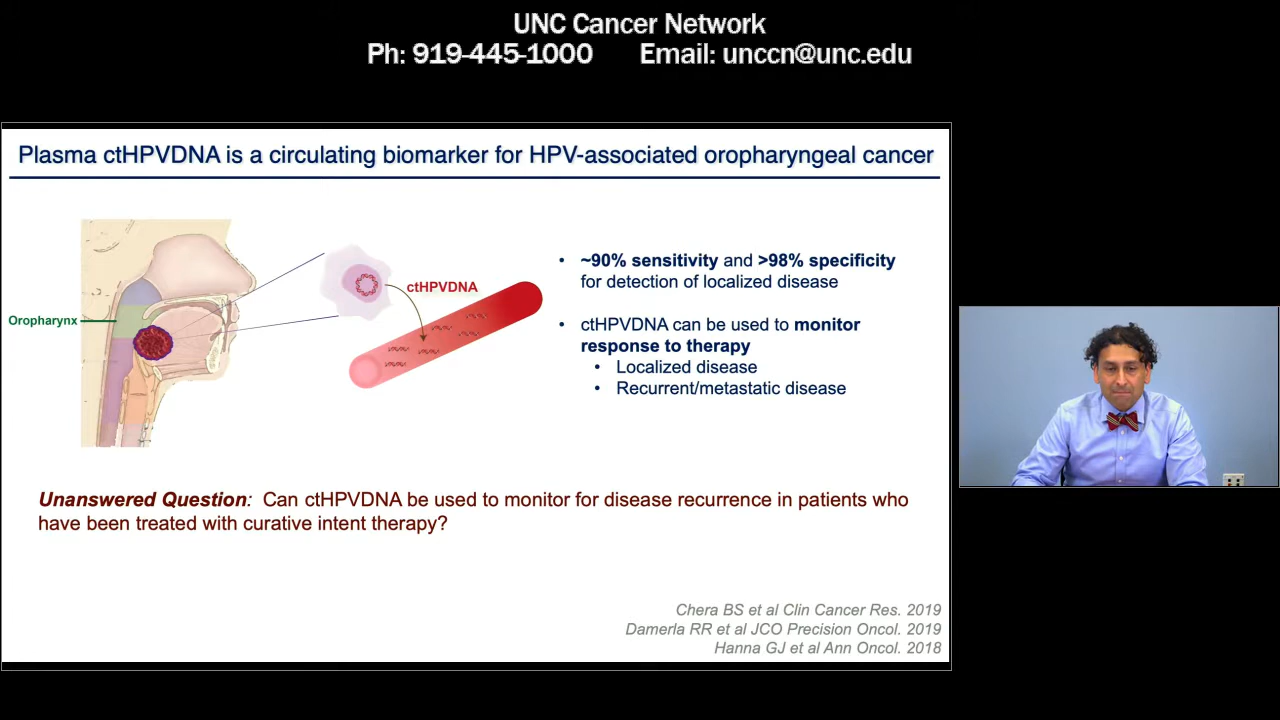 UNC Cancer Network
Ph: 919-445-1000 Email: unccn@unc.edu
Plasma ctHPVDNA is a circulating biomarker for HPV-associated oropharyngeal cancer
Oropharynx
ctHPVDNA
• ~90% sensitivity and >98% specificity
for detection of localized disease
• ctHPVDNA can be used to monitor
response to therapy
• Localized disease
• Recurrent/metastatic disease
Unanswered Question: Can ctHPVDNA be used to monitor for disease recurrence in patients who
have been treated with curative intent therapy?
Chera BS et al Clin Cancer Res. 2019
Damerla RR et al JCO Precision Oncol. 2019
Hanna GJ et al Ann Oncol. 2018